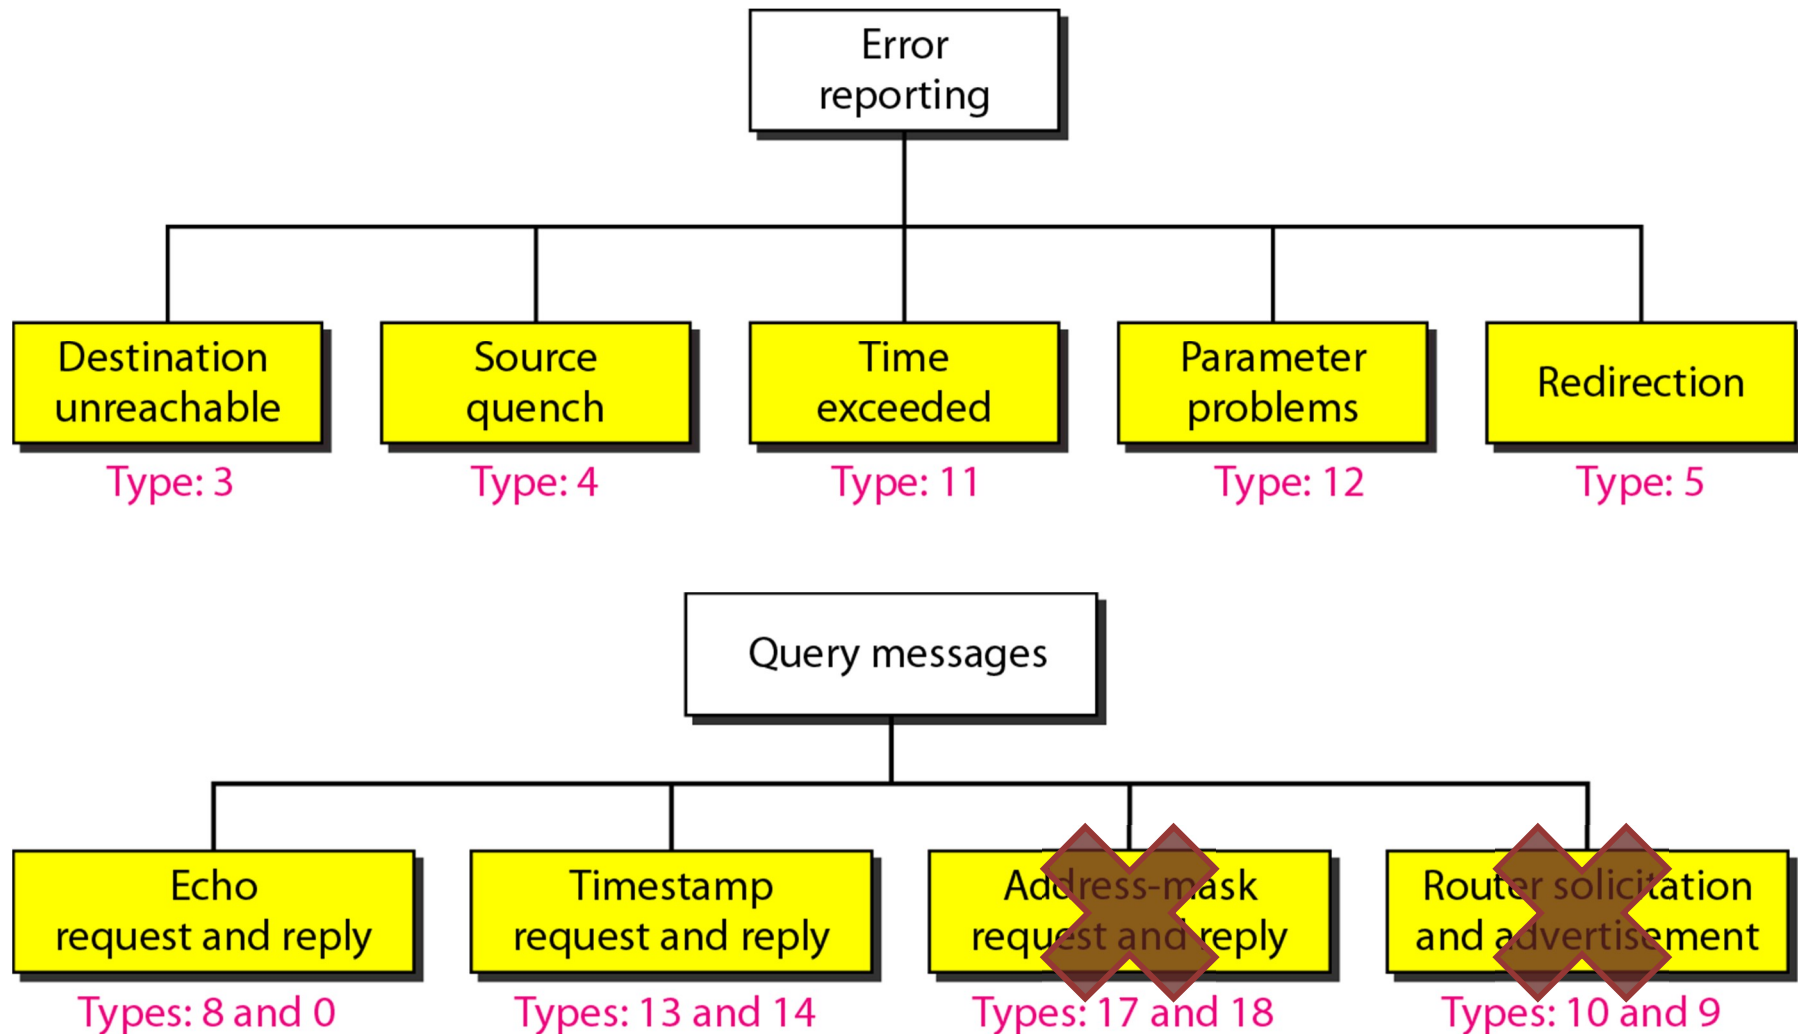 Error
reporting
Destination
unreachable
Source
quench
Time
exceeded
Parameter
problems
Redirection
Type: 3
Type: 4
Type: 11
Type: 12
Type: 5
Query messages
Echo
request and reply
Timestamp
request and reply
Address-mask
request and reply
Router solicitation
and advertisement
Types: 8 and 0
Types: 13 and 14
Types: 17 and 18
Types: 10 and 9